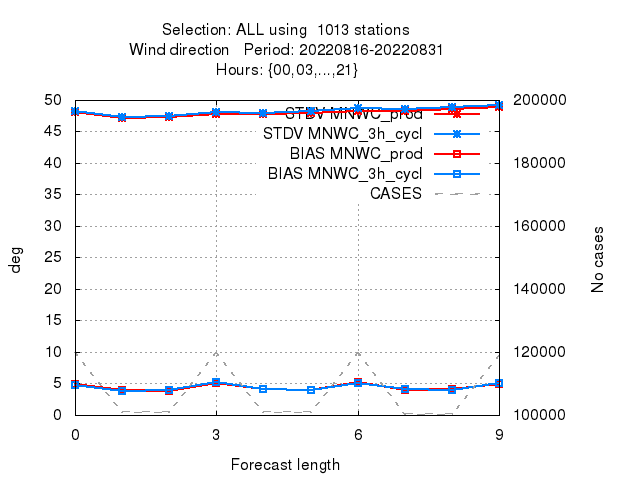 Selection: ALL using  1013 stations
Wind direction   Period: 20220816-20220831
Hours: {00,03,...,21}
50
45
40
35
30
25
20
15
10
5
0
deg
STDV MNWC_prod
STDV MNWC_3h_cycl
BIAS MNWC_prod
BIAS MNWC_3h_cycl
CASES
200000
180000
160000
140000
120000
100000
No cases
0 3 6 9
Forecast length